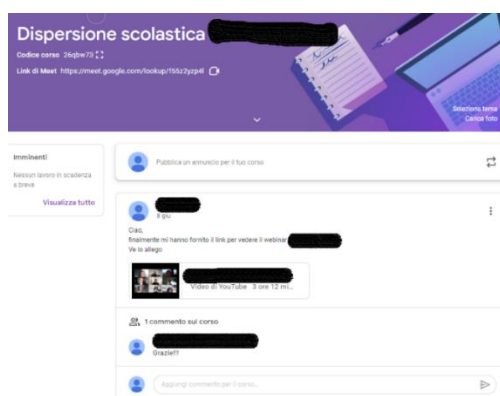 Dispersione scolastica
Codice corso 26qbw73
Link di Meet https://meet.google.com/lookup/
Seleziona tema
Carica foto
Imminenti
Nessun lavoro in scadenza
a breve
Visualizza tutto
Pubblica un annuncio per il tuo corso
8 giu
Ciao,
finalmente mi hanno fornito il link per vedere il webinar
Ve lo allego
Video di YouTube 3 ore 12 mi...
1 commento sul corso
Grazie!!!
Aggiungi commento per il corso...